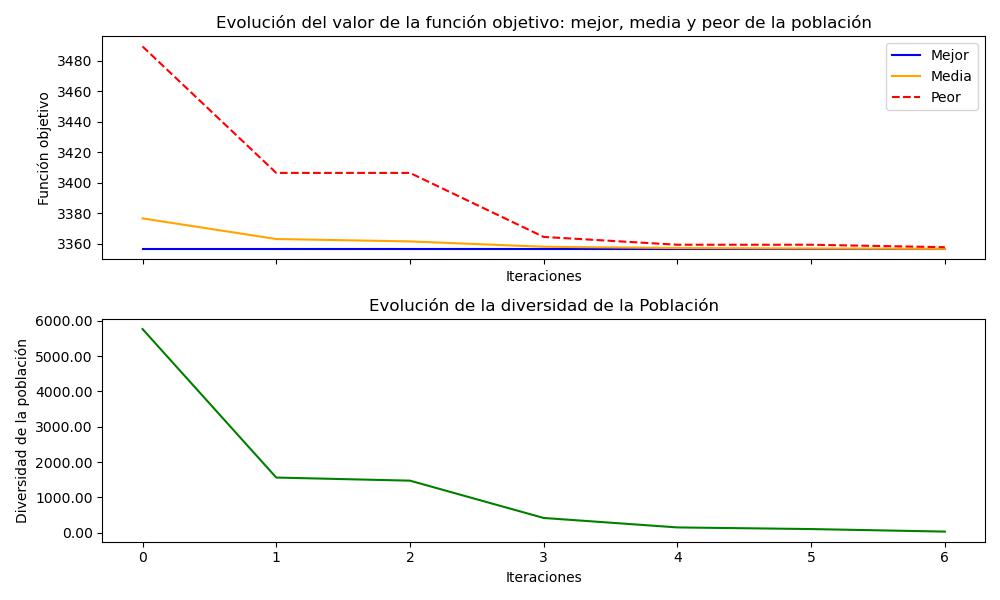 Evolución del valor de la función objetivo: mejor, media y peor de la población
Función objetivo
3480
3460
3440
3420
3400
3380
3360
Mejor
Media
Peor
Iteraciones
Evolución de la diversidad de la Población
Diversidad de la población
6000.00
5000.00
4000.00
3000.00
2000.00
1000.00
0.00
0 1 2 3 4 5 6
Iteraciones